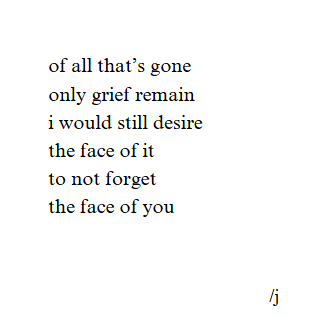 of all that’s gone
only grief remain
i would still desire
the face of it
to not forget
the face of you
/j